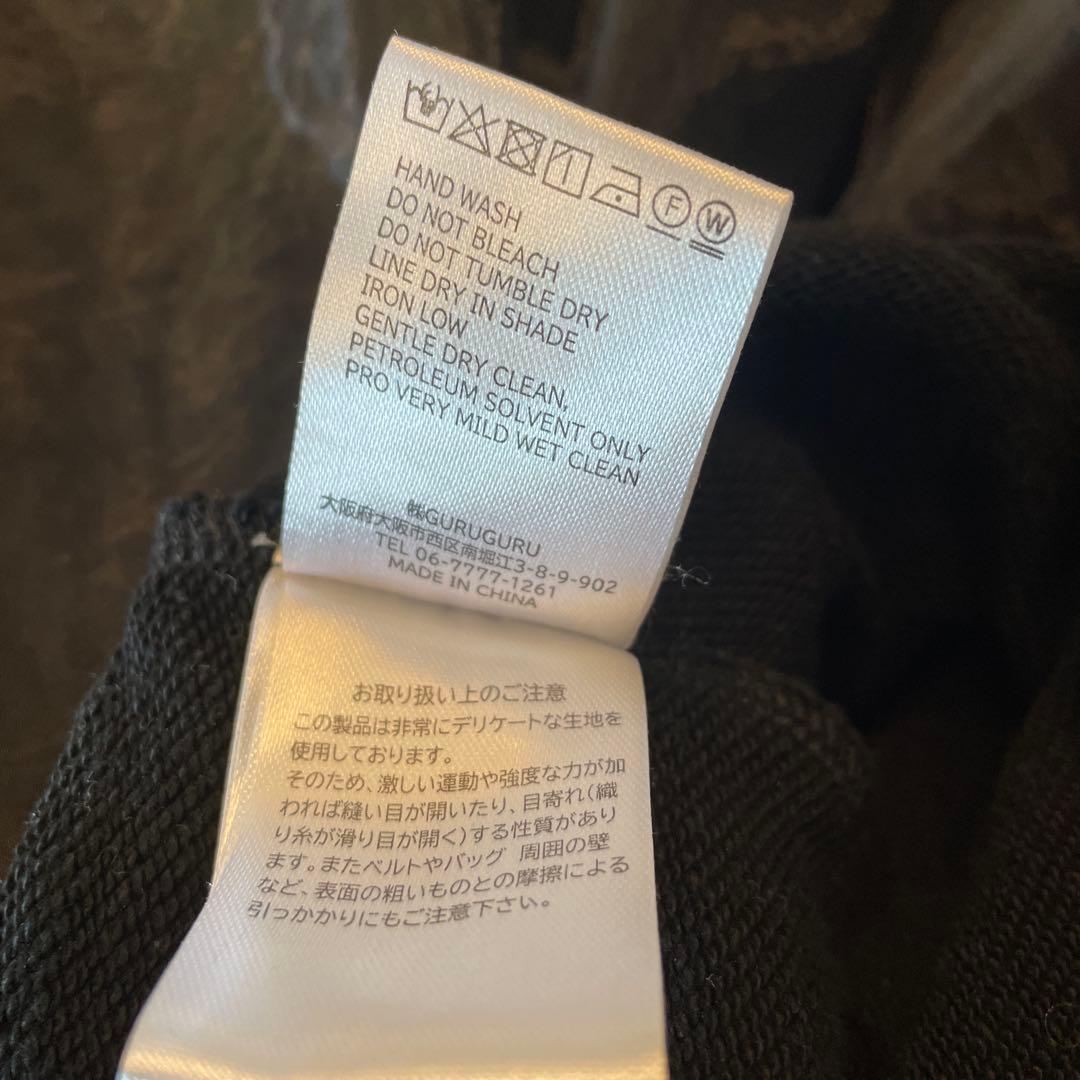 F W
HAND WASH
DO NOT BLEACH
DO NOT TUMBLE DRY
LINE DRY IN SHADE
IRON LOW
GENTLE DRY CLEAN,
PETROLEUM SOLVENT ONLY
PRO VERY MILD WET CLEAN
㈱GURUGURU
大阪府大阪市西区南堀江3-8-9-902
TEL 06-7777-1261
MADE IN CHINA
お取り扱い上のご注意
この製品は非常にデリケートな生地を
使用しております。
そのため、激しい運動や強度な力が加
われば縫い目が開いたり、目寄れ(織
り糸が滑り目が開く)する性質があり
ます。またベルトやバッグ 周囲の壁
など、表面の粗いものとの摩擦による
引っかかりにもご注意下さい。